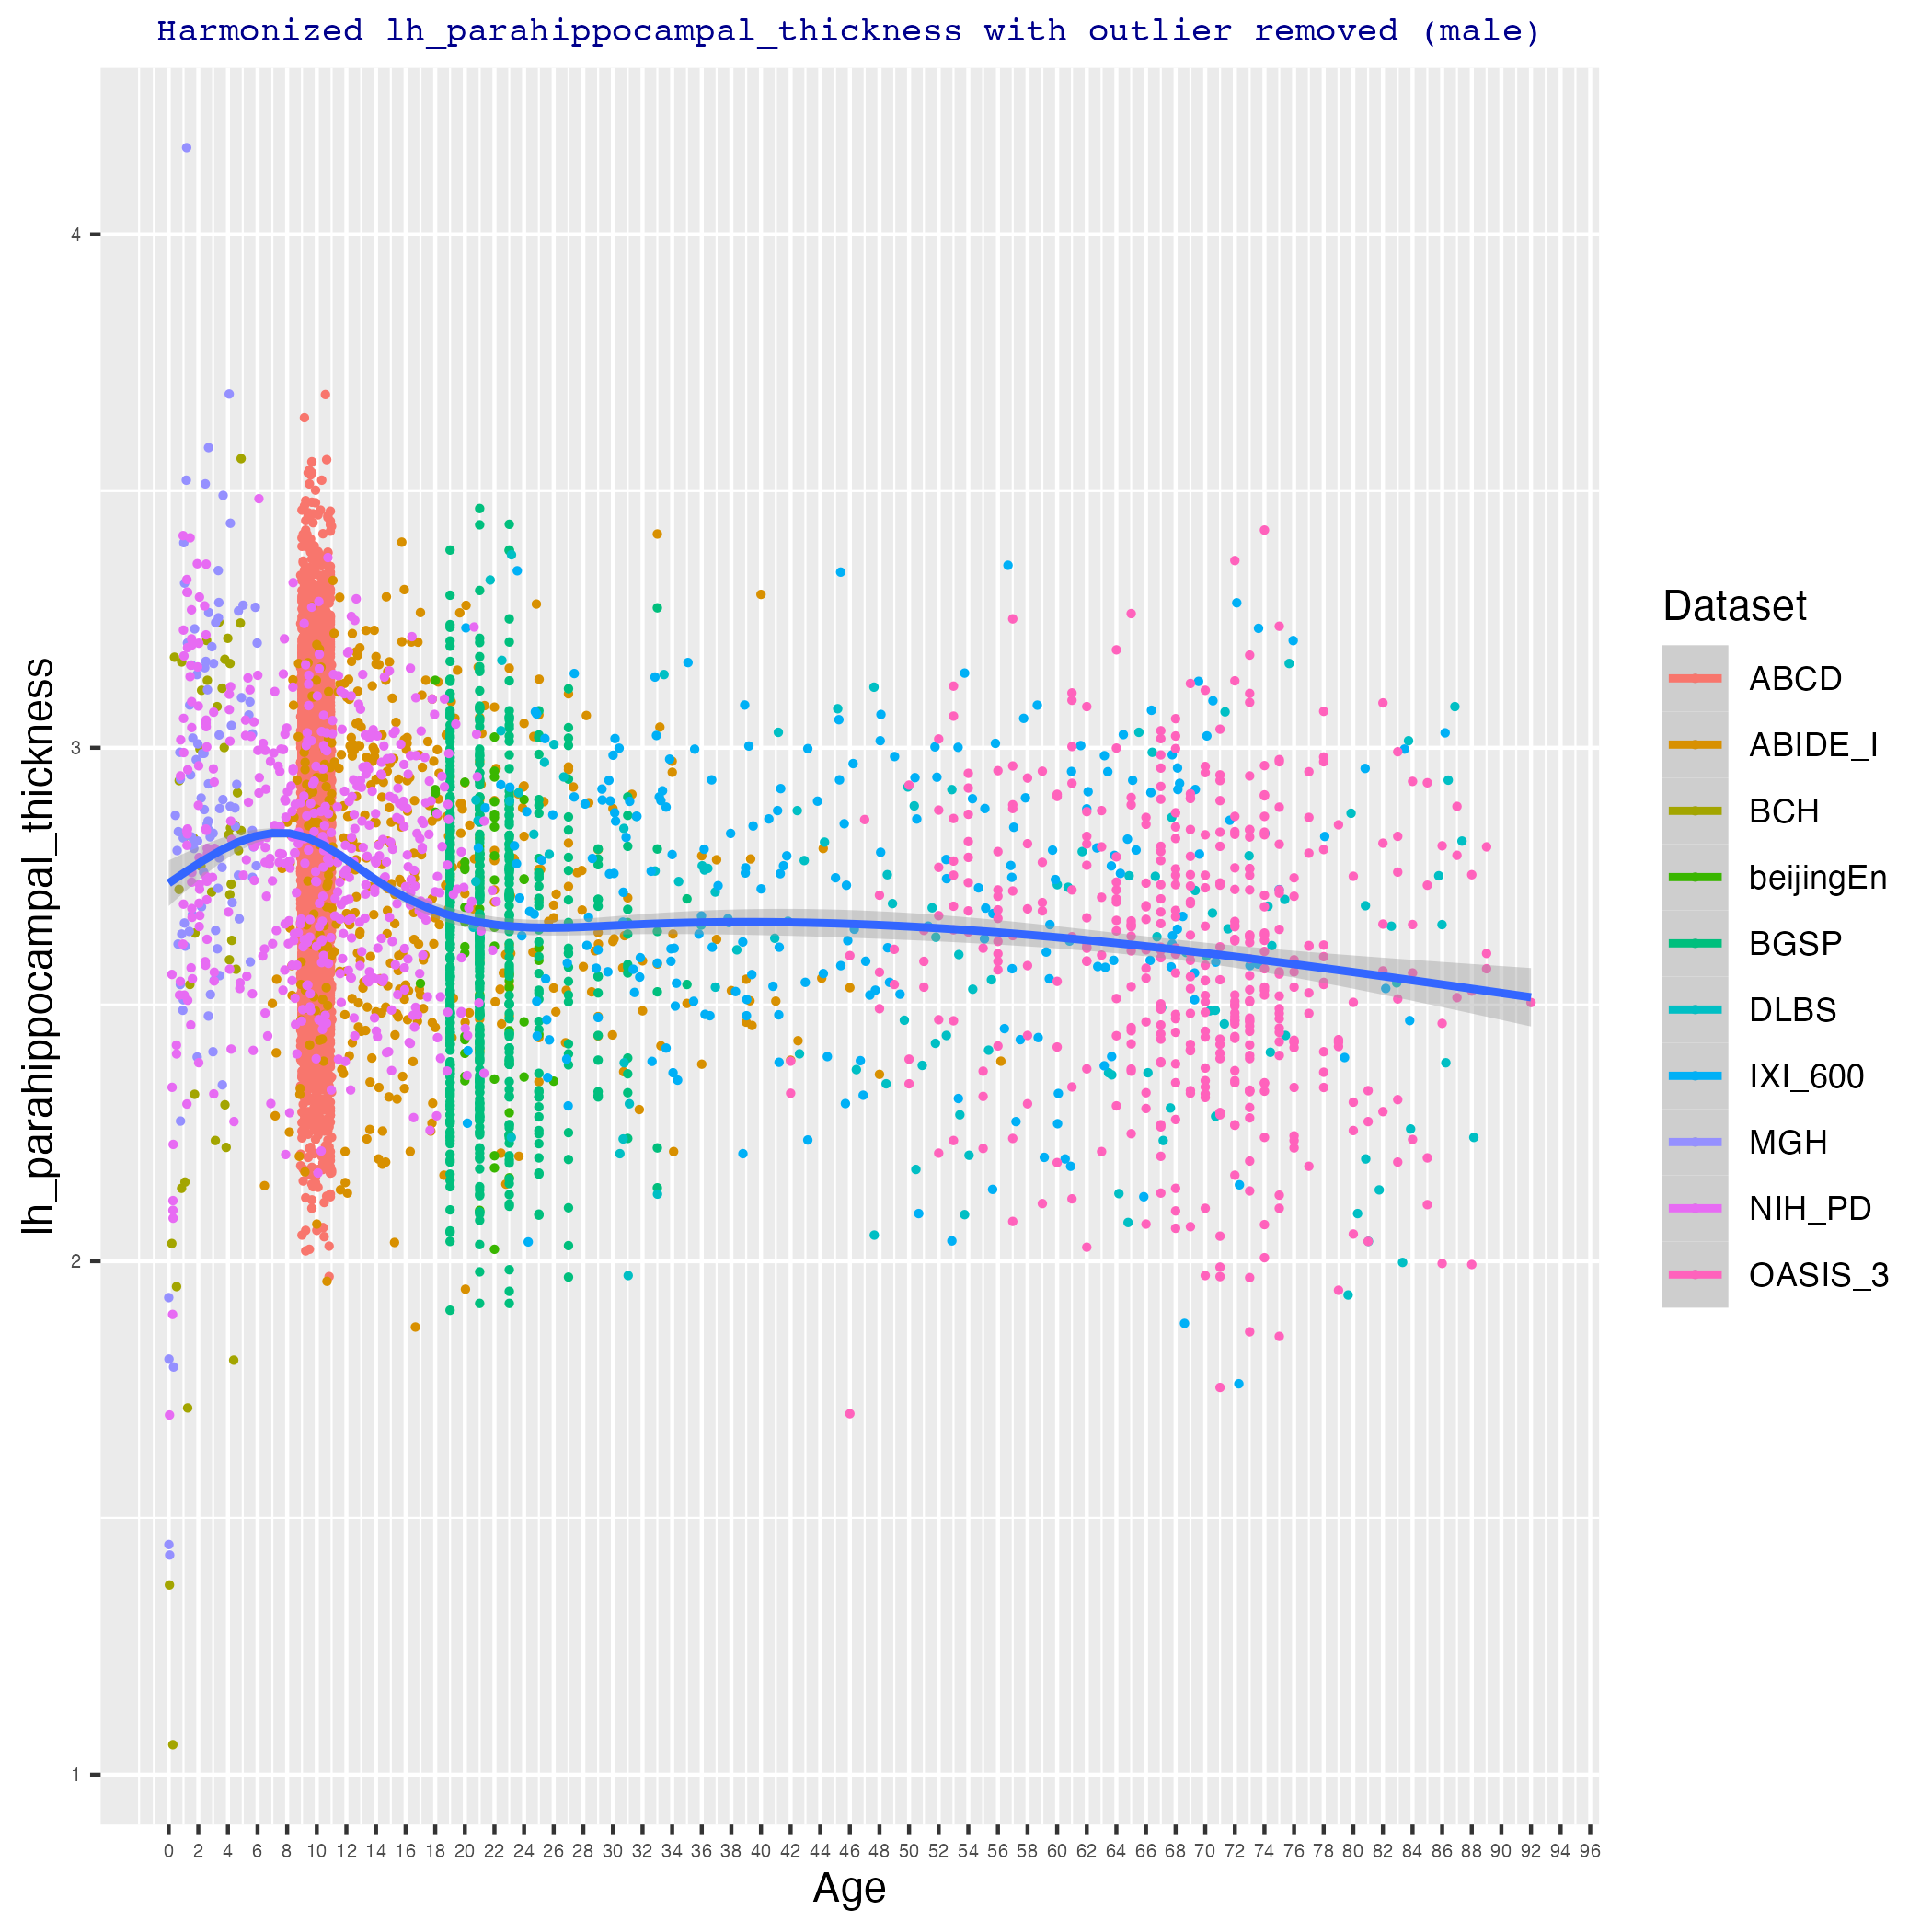 Harmonized lh_parahippocampal_thickness with outlier removed (male)
lh_parahippocampal_thickness
4
3
2
1
0 2 4 6 8 10 12 14 16 18 20 22 24 26 28 30 32 34 36 38 40 42 44 46 48 50 52 54 56 58 60 62 64 66 68 70 72 74 76 78 80 82 84 86 88 90 92 94 96
Age
Dataset
ABCD
ABIDE_I
BCH
beijingEn
BGSP
DLBS
IXI_600
MGH
NIH_PD
OASIS_3